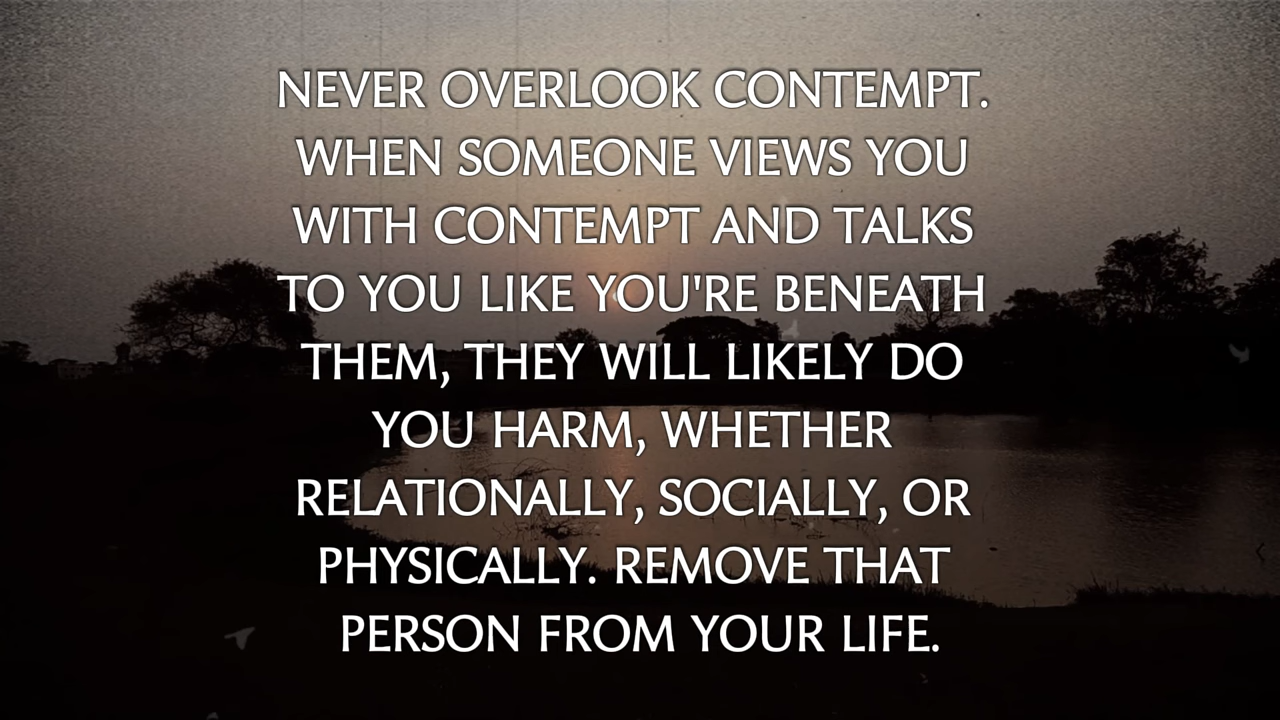 NEVER OVERLOOK CONTEMPT.
WHEN SOMEONE VIEWS YOU
WITH CONTEMPT AND TALKS
TO YOU LIKE YOU'RE BENEATH
THEM, THEY WILL LIKELY DO
YOU HARM, WHETHER
RELATIONALLY, SOCIALLY, OR
PHYSICALLY. REMOVE THAT
PERSON FROM YOUR LIFE.